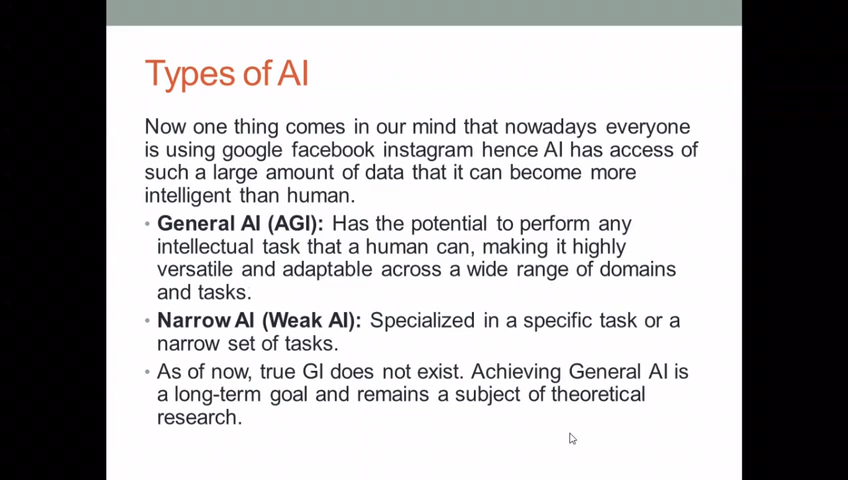 Types of AI
Now one thing comes in our mind that nowadays everyone
is using google facebook instagram hence AI has access of
such a large amount of data that it can become more
intelligent than human.
• General AI (AGI): Has the potential to perform any
intellectual task that a human can, making it highly
versatile and adaptable across a wide range of domains
and tasks.
• Narrow AI (Weak AI): Specialized in a specific task or a
narrow set of tasks.
• As of now, true GI does not exist. Achieving General AI is
a long-term goal and remains a subject of theoretical
research.